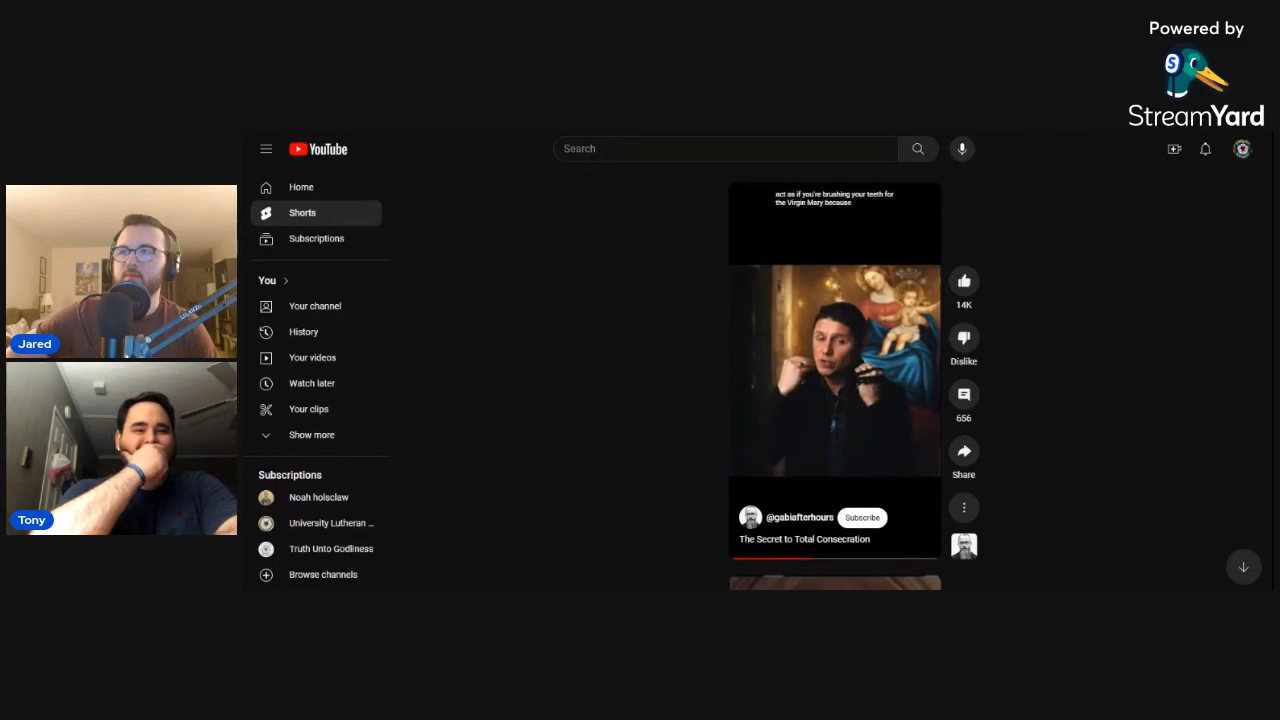 Powered by
StreamYard
YouTube
Search
Home
Shorts
Subscriptions
You
Your channel
History
Your videos
Watch later
Your clips
Show more
Subscriptions
Noah holsclaw
University Lutheran ...
Truth Unto Godliness
Browse channels
act as if you're brushing your teeth for
the Virgin Mary because
14K
Dislike
656
Share
@gabiafterhours
Subscribe
The Secret to Total Consecration
Jared
Tony